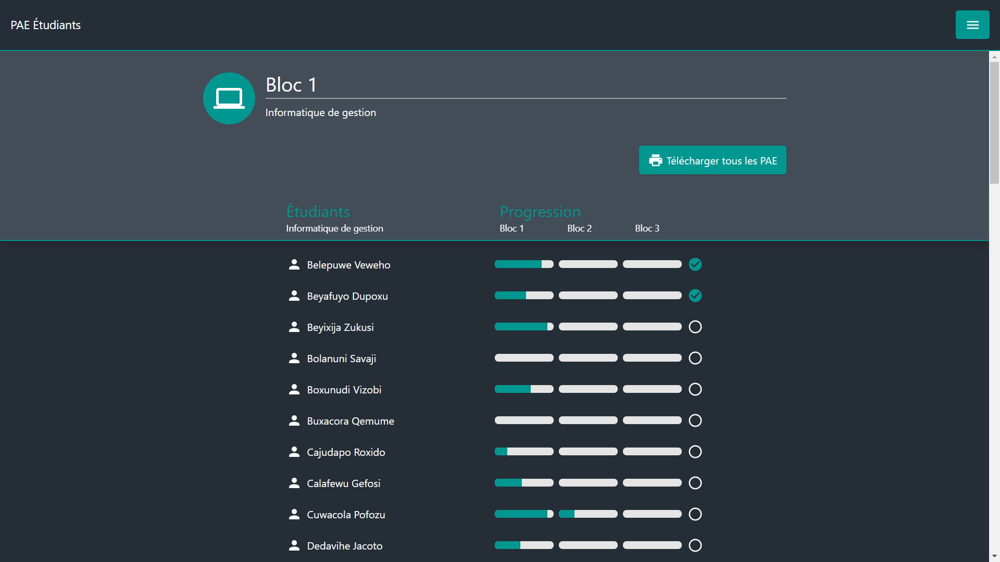 PAE Étudiants
Bloc 1
Informatique de gestion
Télécharger tous les PAE
Étudiants Progression
Informatique de gestion Bloc 1 Bloc 2 Bloc 3
Belepuwe Veweho
Beyafuyo Dupoxu
Beyixija Zukusi
Bolanuni Savaji
Boxunudi Vizobi
Buxacora Qemume
Cajudapo Roxido
Calafewu Gefosi
Cuwacola Pofozu
Dedavihe Jacoto